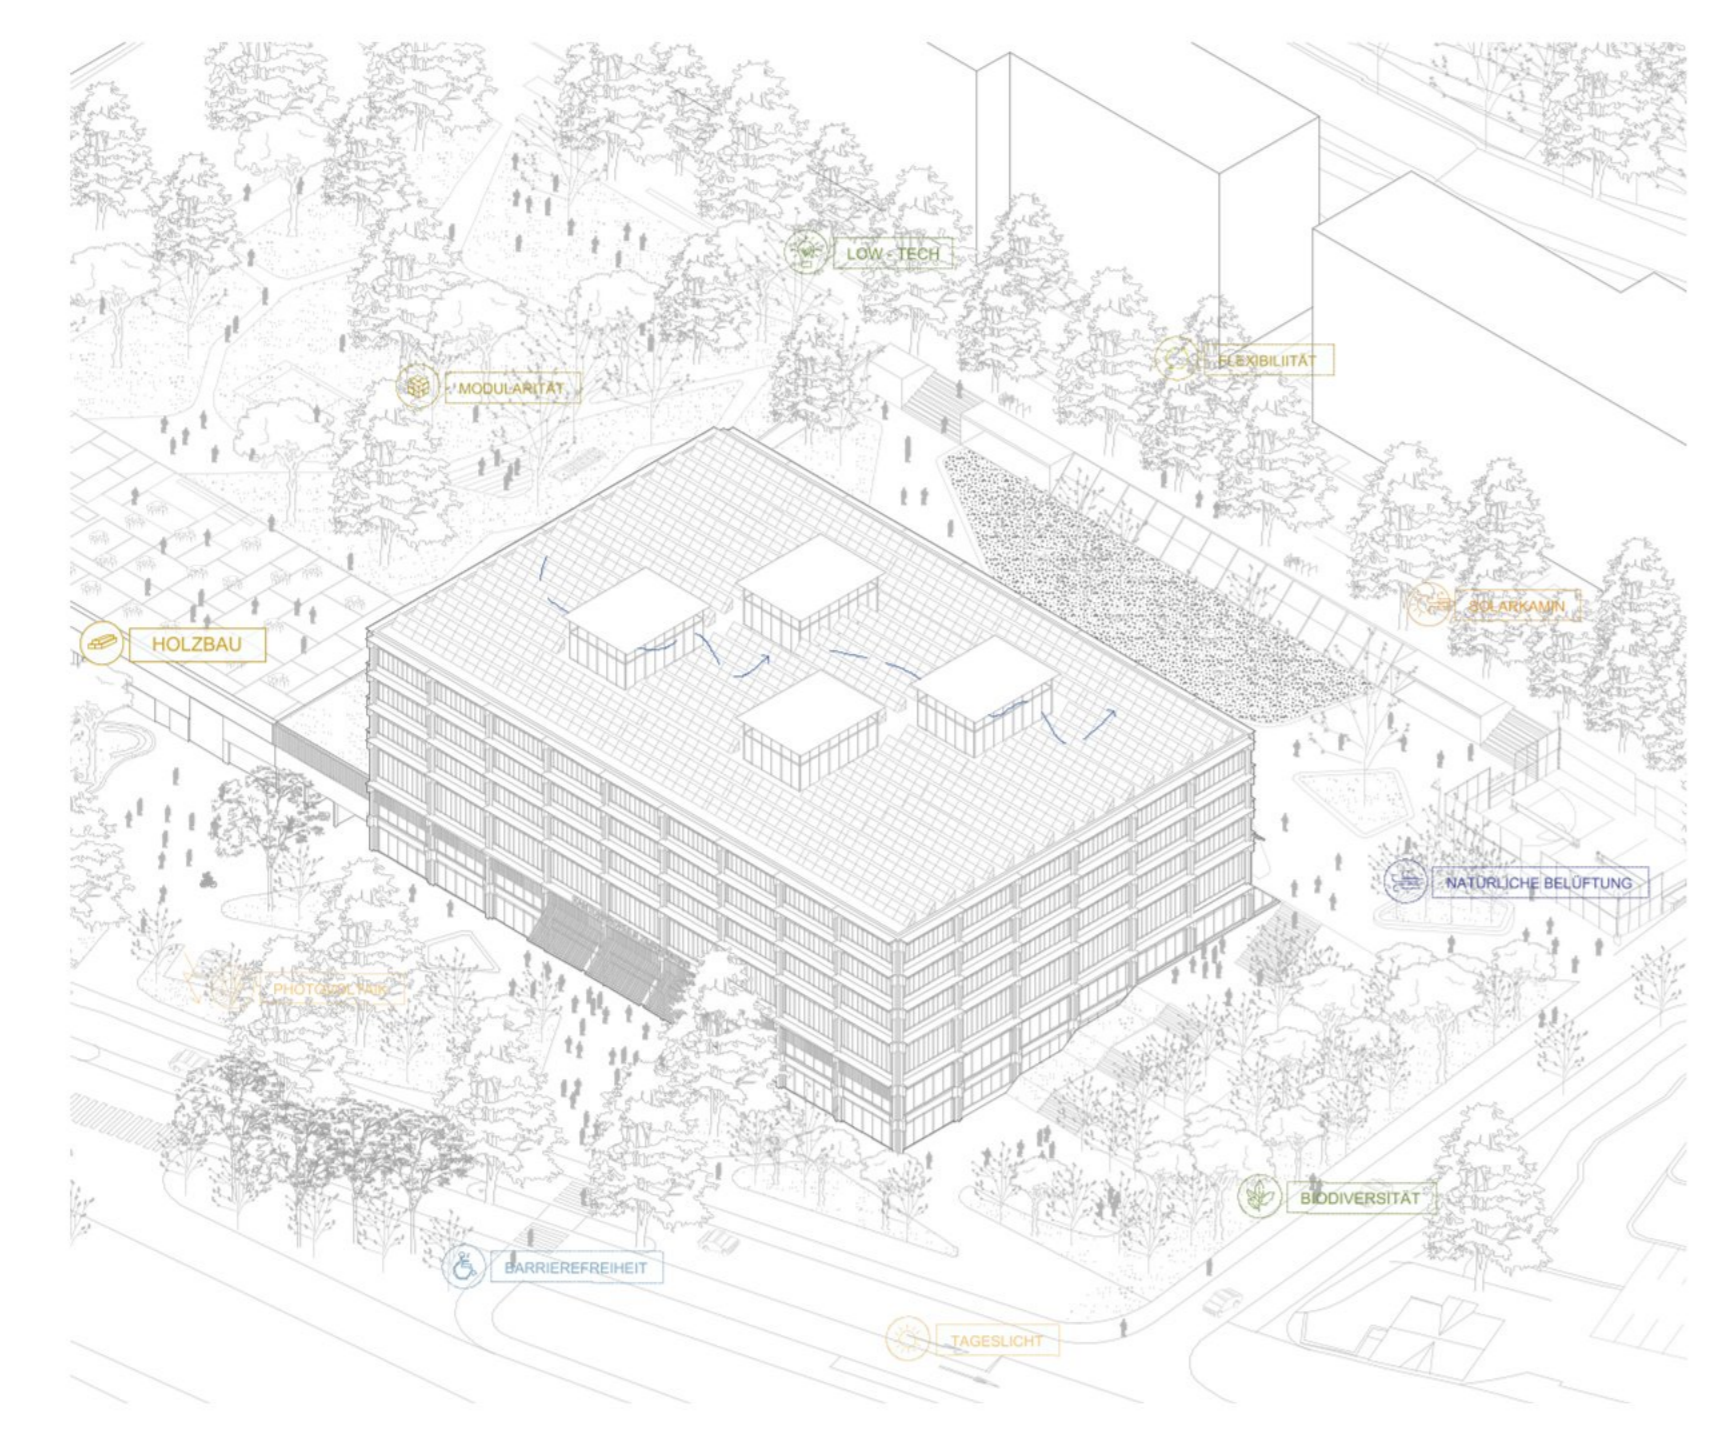 LOW - TECH
FLEXIBILIITÄT
MODULARITÄT
SOLARKAMIN
HOLZBAU
NATÜRLICHE BELÜFTUNG
PHOTOVOLTAIK
BIODIVERSITÄT
BARRIEREFREIHEIT
TAGESLICHT